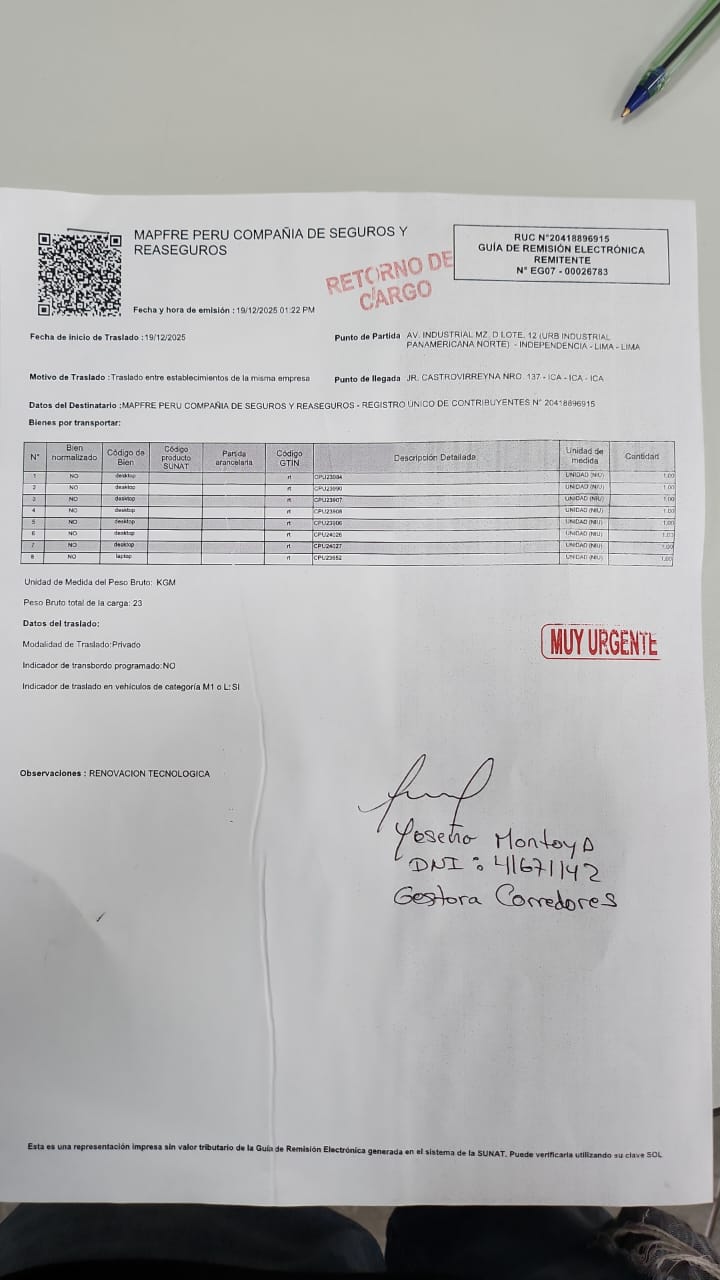 MAPFRE PERU COMPAÑIA DE SEGUROS Y
REASEGUROS
RETORNO DE
CARGO
RUC N°20418896915
GUÍA DE REMISIÓN ELECTRÓNICA
REMITENTE
N° EG07 - 00026783
Fecha y hora de emisión : 19/12/2025 01:22 PM
Fecha de inicio de Traslado :19/12/2025
Punto de Partida AV. INDUSTRIAL MZ. D LOTE. 12 (URB INDUSTRIAL
PANAMERICANA NORTE) - INDEPENDENCIA - LIMA - LIMA
Motivo de Traslado :Traslado entre establecimientos de la misma empresa
Punto de llegada JR. CASTROVIRREYNA NRO. 137 - ICA - ICA - ICA
Datos del Destinatario :MAPFRE PERU COMPAÑIA DE SEGUROS Y REASEGUROS - REGISTRO ÚNICO DE CONTRIBUYENTES N° 20418896915
Bienes por transportar:
N° Bien normalizado Código de Bien Código producto SUNAT Partida arancelaria Código GTIN Descripción Detallada Unidad de medida Cantidad
1 NO desktop rt UNIDAD (NIU) 1.00
2 NO desktop rt UNIDAD (NIU) 1.00
3 NO desktop rt UNIDAD (NIU) 1.00
4 NO desktop rt UNIDAD (NIU) 1.00
5 NO desktop rt UNIDAD (NIU) 1.00
6 NO desktop rt CPU24026 UNIDAD (NIU) 1.00
7 NO desktop rt CPU24027 UNIDAD (NIU) 1.00
8 NO laptop rt UNIDAD (NIU) 1.00
Unidad de Medida del Peso Bruto: KGM
Peso Bruto total de la carga: 23
Datos del traslado:
Modalidad de Traslado:Privado
MUY URGENTE
Indicador de transbordo programado:NO
Indicador de traslado en vehículos de categoría M1 o L:SI
Observaciones : RENOVACION TECNOLOGICA
Yoseño Montoya
DNI : 41671142
Gestora Corredores
Esta es una representación impresa sin valor tributario de la Guía de Remisión Electrónica generada en el sistema de la SUNAT. Puede verificarla utilizando su clave SOL